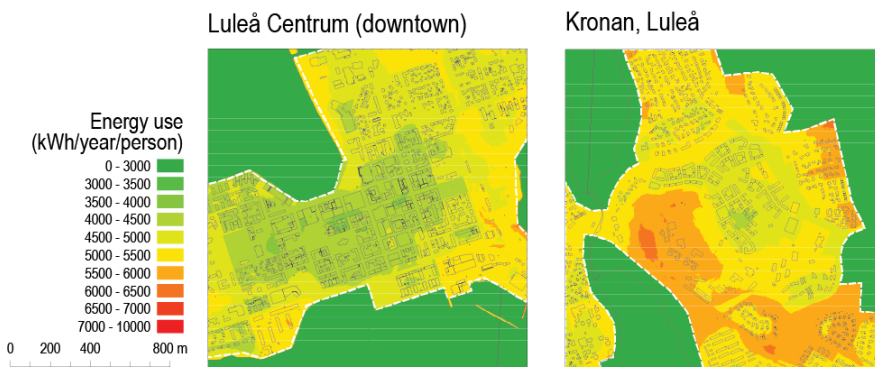 Luleå Centrum (downtown)
Kronan, Luleå
Energy use
(kWh/year/person)
0 - 3000
3000 - 3500
3500 - 4000
4000 - 4500
4500 - 5000
5000 - 5500
5500 - 6000
6000 - 6500
6500 - 7000
7000 - 10000
0 200 400 800 m